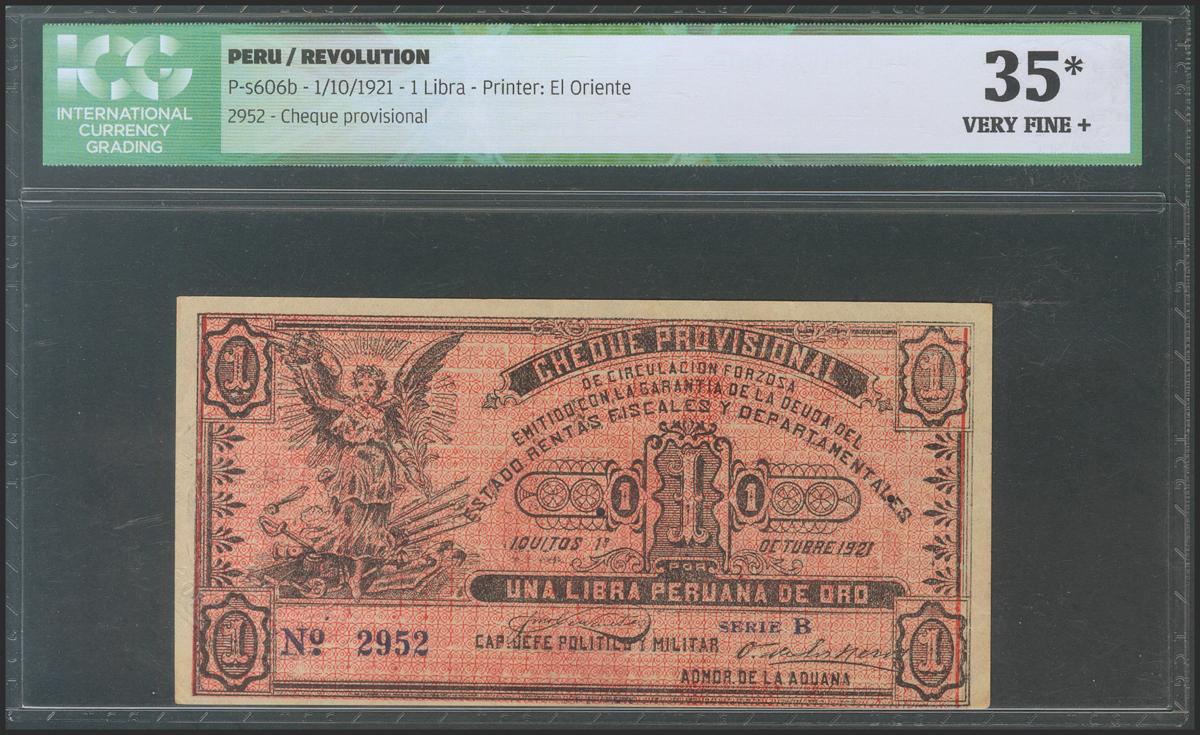 ICG
INTERNATIONAL
CURRENCY
GRADING
PERU / REVOLUTION
P-s606b - 1/10/1921 - 1 Libra - Printer: El Oriente
2952 - Cheque provisional
35*
VERY FINE +
1
1
CHEQUE PROVISIONAL
DE CIRCULACION FORZOSA
EMITIDO CON LA GARANTIA DE LA DEUDA DEL
ESTADO RENTAS FISCALES Y DEPARTAMENTALES
1 1 1
IQUITOS 1º OCTUBRE 1921
POR
UNA LIBRA PERUANA DE ORO
1
1
Nº 2952
SERIE B
CAP. JEFE POLITICO Y MILITAR
ADMOR. DE LA ADUANA